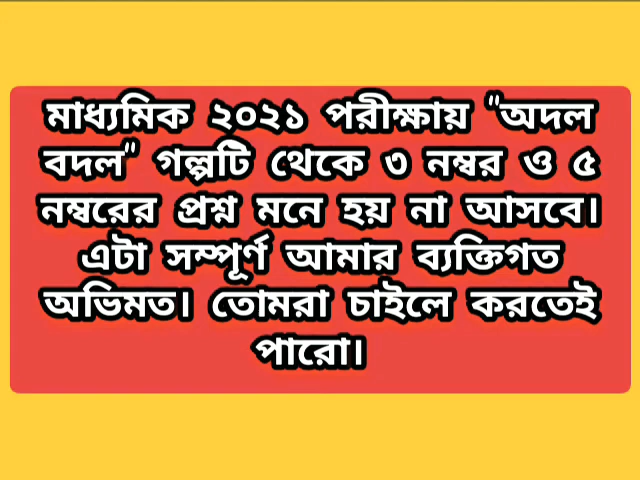 মাধ্যমিক ২০২১ পরীক্ষায় "অদল
বদল" গল্পটি থেকে ৩ নম্বর ও ৫
নম্বরের প্রশ্ন মনে হয় না আসবে।
এটা সম্পূর্ণ আমার ব্যক্তিগত
অভিমত। তোমরা চাইলে করতেই
পারো।